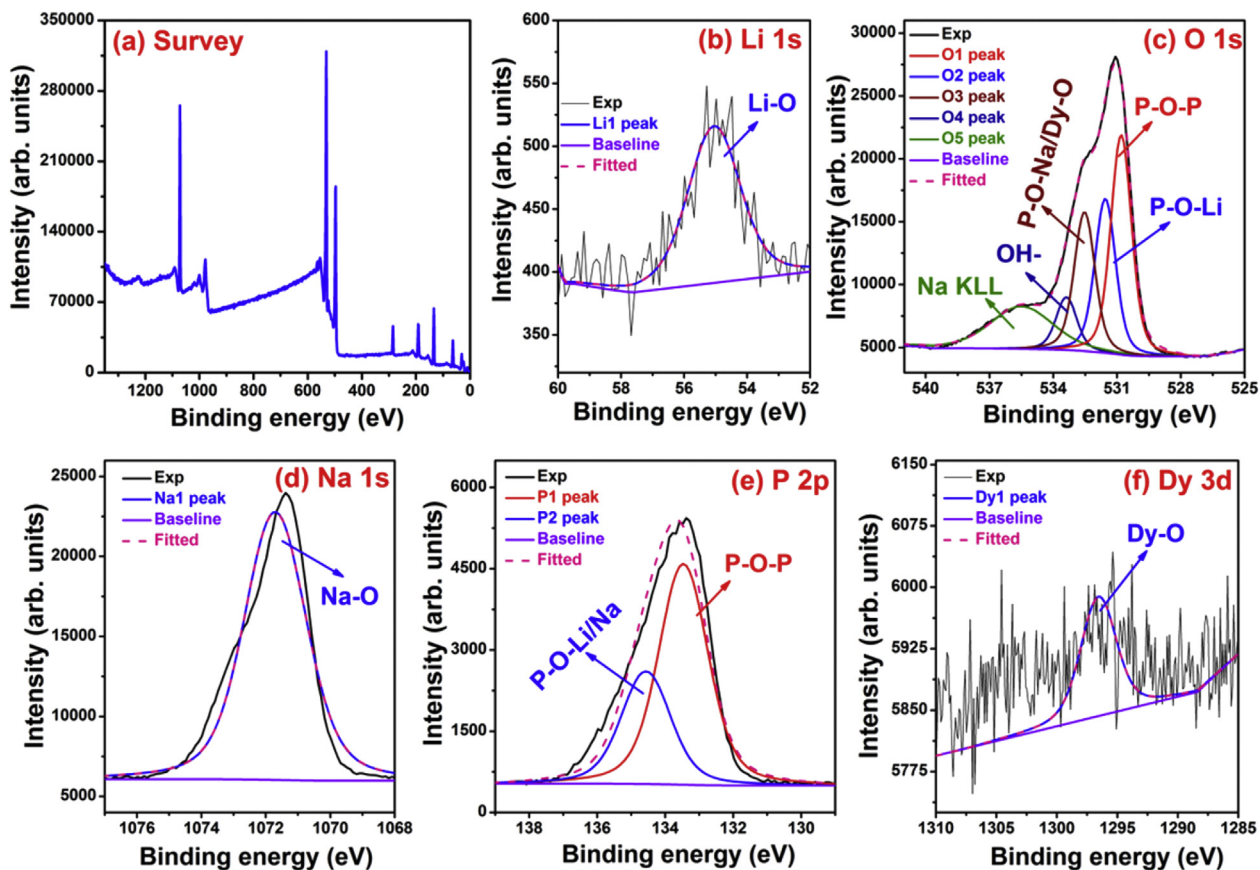 (a) Survey
Intensity (arb. units)
350000
280000
210000
140000
70000
0
1200 1000 800 600 400 200 0
Binding energy (eV)
(b) Li 1s
Intensity (arb. units)
600
550
500
450
400
350
Exp
Li1 peak
Baseline
Fitted
Li-O
60 58 56 54 52
Binding energy (eV)
(c) O 1s
Intensity (arb. units)
30000
25000
20000
15000
10000
5000
Exp
O1 peak
O2 peak
O3 peak
O4 peak
O5 peak
Baseline
Fitted
P-O-Na/Dy-O
P-O-P
P-O-Li
OH-
Na KLL
540 537 534 531 528 525
Binding energy (eV)
(d) Na 1s
Intensity (arb. units)
25000
20000
15000
10000
5000
Exp
Na1 peak
Baseline
Fitted
Na-O
1076 1074 1072 1070 1068
Binding energy (eV)
(e) P 2p
Intensity (arb. units)
6000
4500
3000
1500
0
Exp
P1 peak
P2 peak
Baseline
Fitted
P-O-P
P-O-Li/Na
138 136 134 132 130
Binding energy (eV)
(f) Dy 3d
Intensity (arb. units)
6150
6075
6000
5925
5850
5775
Exp
Dy1 peak
Baseline
Fitted
Dy-O
1310 1305 1300 1295 1290 1285
Binding energy (eV)